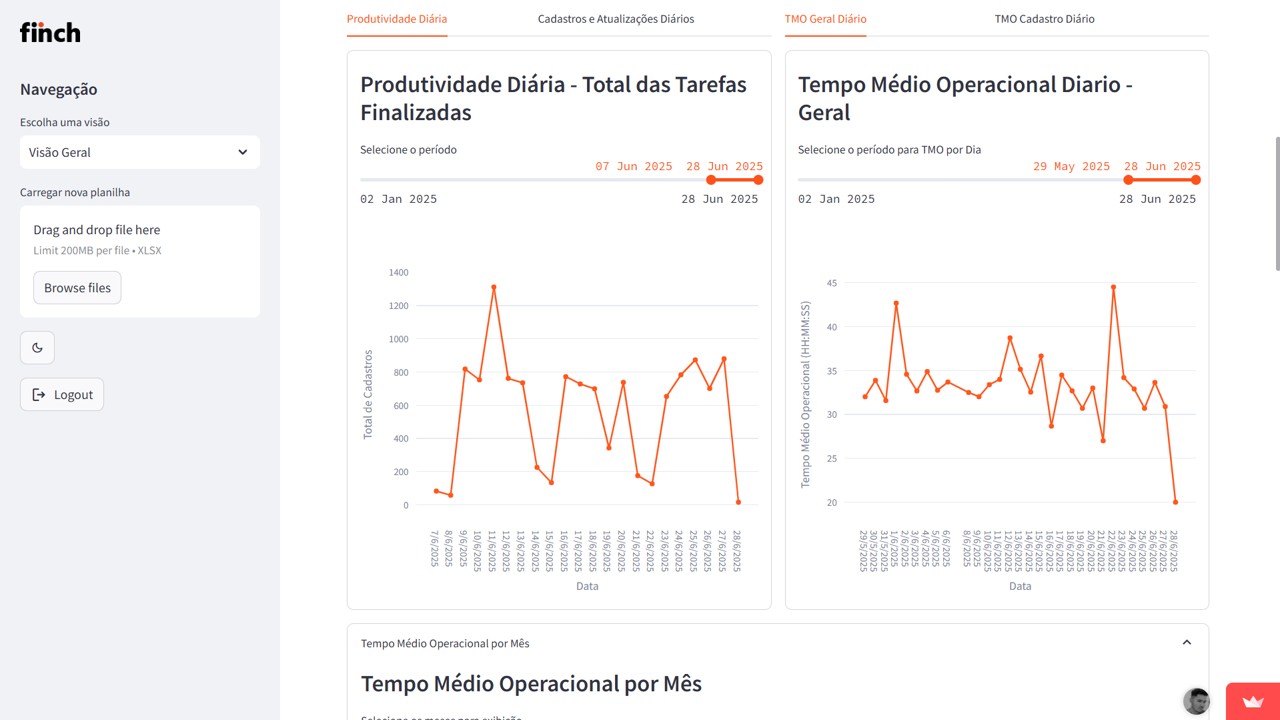 finch
Navegação
Escolha uma visão
Visão Geral
Carregar nova planilha
Drag and drop file here
Limit 200MB per file • XLSX
Browse files
Logout
Produtividade Diária
Cadastros e Atualizações Diários
Produtividade Diária - Total das Tarefas
Finalizadas
Selecione o período
07 Jun 2025 28 Jun 2025
02 Jan 2025 28 Jun 2025
1400
1200
1000
800
600
400
200
0
Total de Cadastros
7/6/2025
8/6/2025
9/6/2025
10/6/2025
11/6/2025
12/6/2025
13/6/2025
14/6/2025
15/6/2025
16/6/2025
17/6/2025
18/6/2025
19/6/2025
20/6/2025
21/6/2025
22/6/2025
23/6/2025
24/6/2025
25/6/2025
26/6/2025
27/6/2025
28/6/2025
Data
TMO Geral Diário
TMO Cadastro Diário
Tempo Médio Operacional Diario -
Geral
Selecione o período para TMO por Dia
29 May 2025 28 Jun 2025
02 Jan 2025 28 Jun 2025
45
40
35
30
25
20
Tempo Médio Operacional (HH:MM:SS)
29/5/2025
30/5/2025
31/5/2025
1/6/2025
2/6/2025
3/6/2025
4/6/2025
5/6/2025
6/6/2025
8/6/2025
9/6/2025
10/6/2025
11/6/2025
12/6/2025
13/6/2025
14/6/2025
15/6/2025
16/6/2025
17/6/2025
18/6/2025
19/6/2025
20/6/2025
21/6/2025
22/6/2025
23/6/2025
24/6/2025
25/6/2025
26/6/2025
27/6/2025
28/6/2025
Data
Tempo Médio Operacional por Mês
Tempo Médio Operacional por Mês
Selecione os meses para exibição